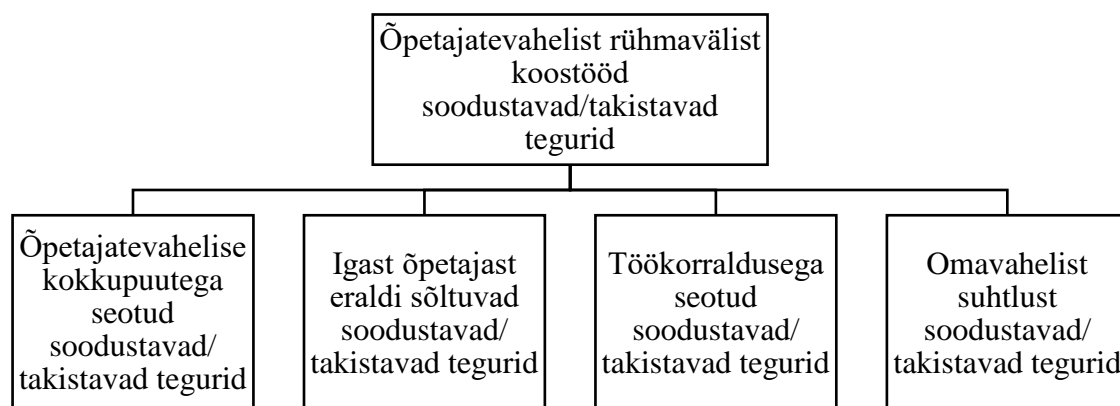 Õpetajatevahelist rühmavälist
koostööd
soodustavad/takistavad
tegurid
Õpetajatevahelise
kokkupuutega
seotud
soodustavad/
takistavad tegurid
Igast õpetajast
eraldi sõltuvad
soodustavad/
takistavad tegurid
Töökorraldusega
seotud
soodustavad/
takistavad tegurid
Omavahelist
suhtlust
soodustavad/
takistavad tegurid